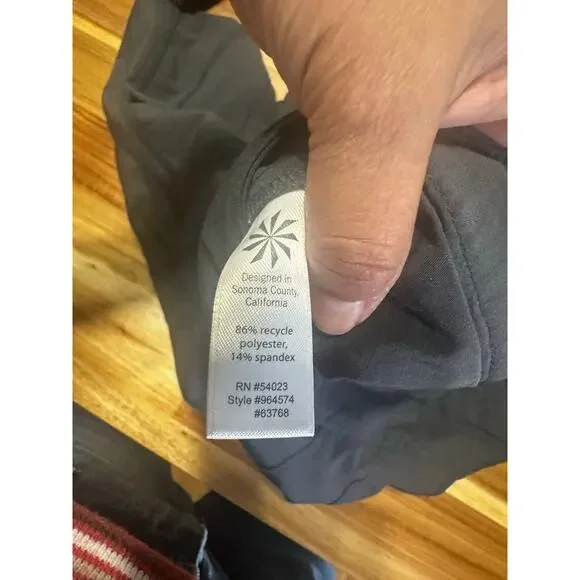 Designed in
Sonoma County,
California
86% recycle
polyester,
14% spandex
RN #54023
Style #964574
#63768